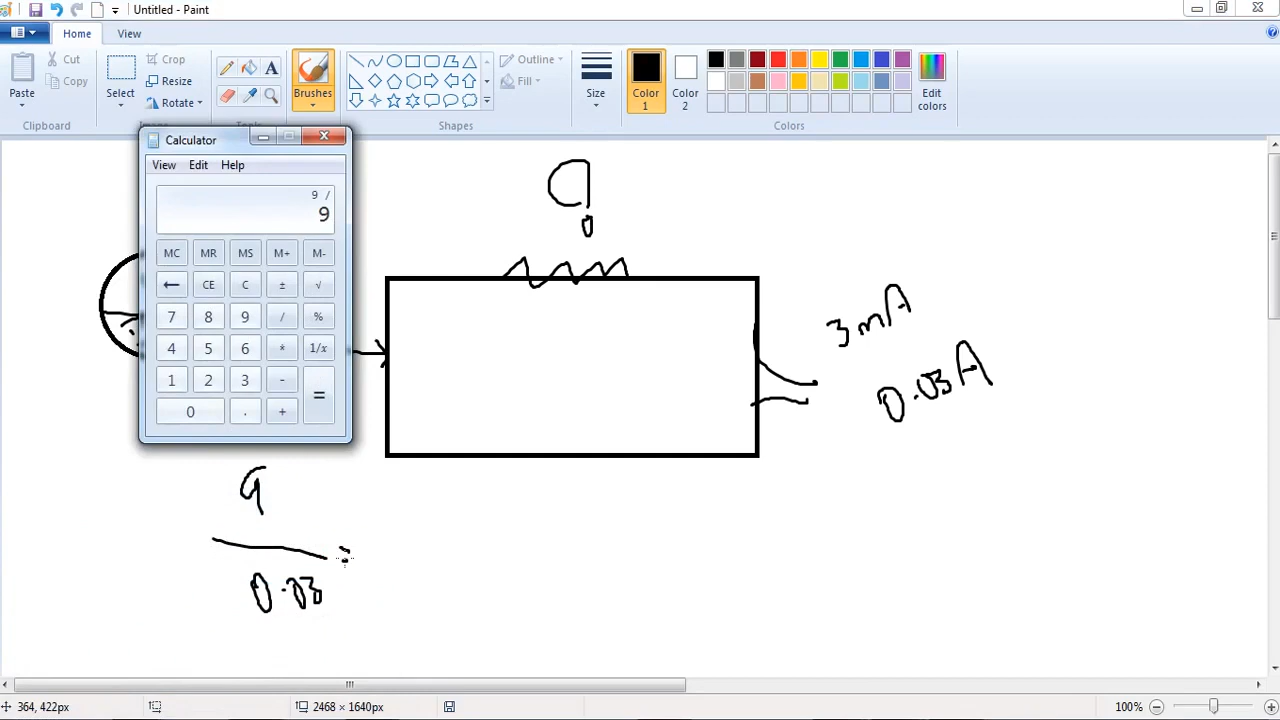 Untitled - Paint
Home
View
Paste
Cut
Copy
Clipboard
Select
Crop
Resize
Rotate
Brushes
Shapes
Outline
Fill
Size
Color 1
Color 2
Edit colors
Colors
Calculator
View Edit Help
9 /
9
MC MR MS M+ M-
← CE C ± √
7 8 9 / %
4 5 6 * 1/x
1 2 3 - =
0 . +
9
0
3mA
0.03A
9
0.03
364, 422px
2468 × 1640px
100%